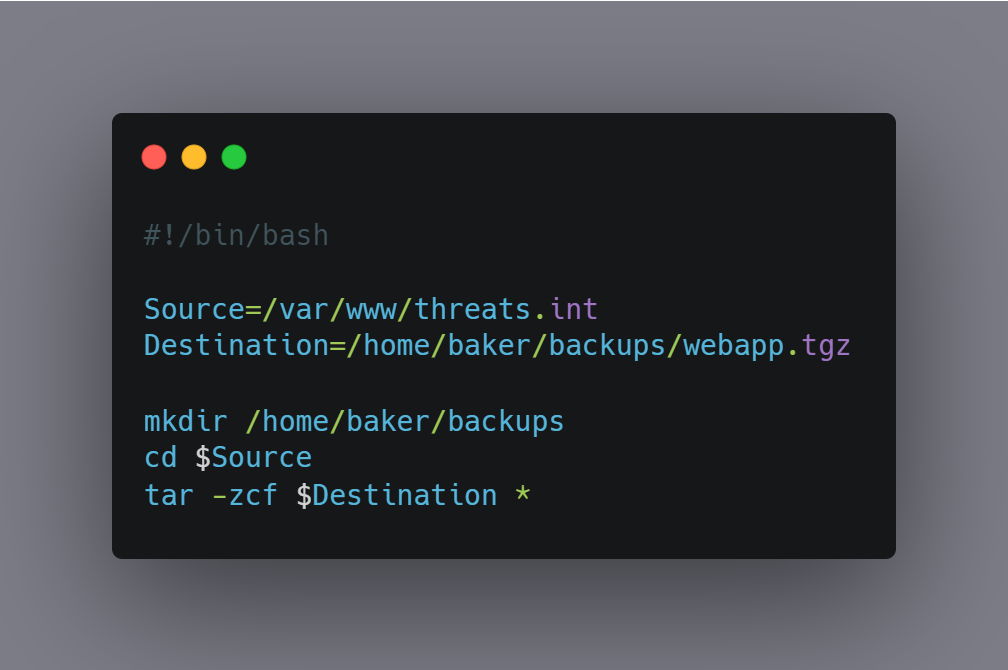 #!/bin/bash
Source=/var/www/threats.int
Destination=/home/baker/backups/webapp.tgz
mkdir /home/baker/backups
cd $Source
tar -zcf $Destination *